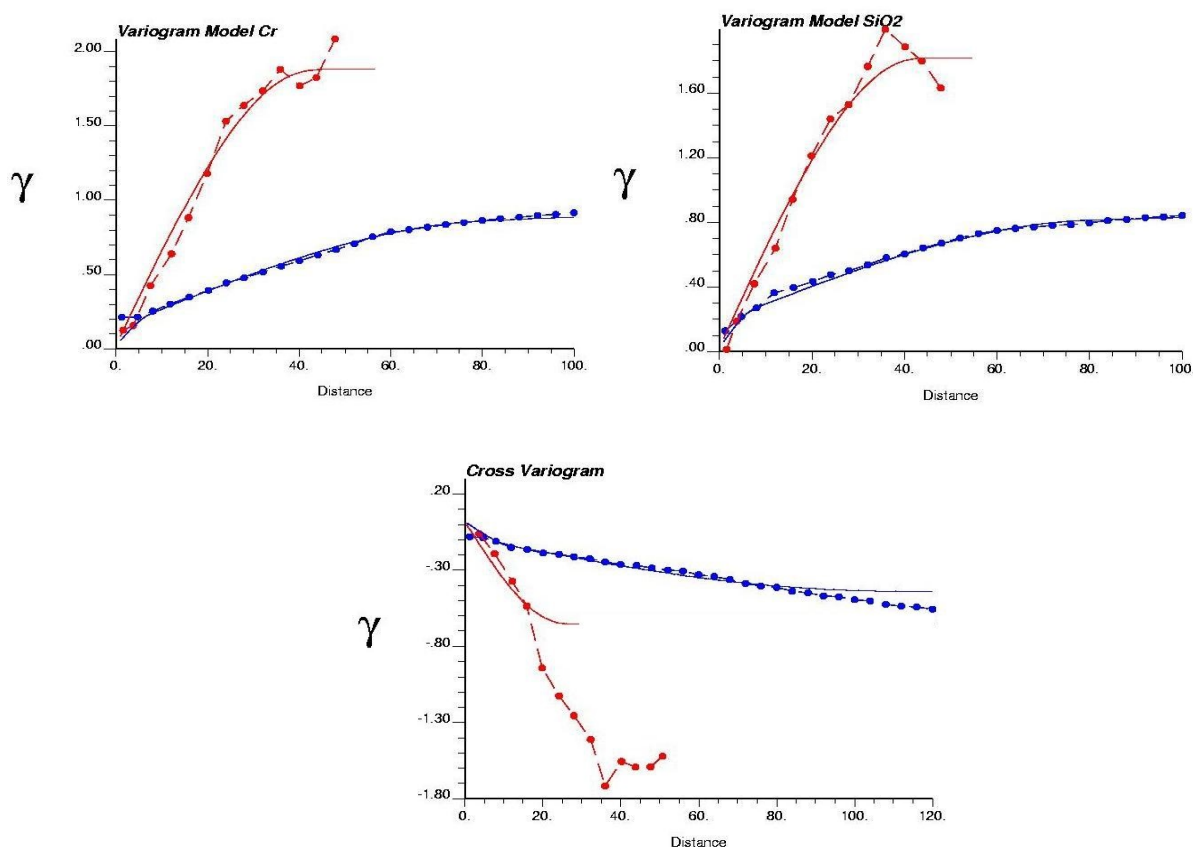 Variogram Model Cr
2.00
1.50
γ
1.00
.50
.00
0. 20. 40. 60. 80. 100.
Distance
Variogram Model SiO2
1.60
1.20
γ
.80
.40
.00
0. 20. 40. 60. 80. 100.
Distance
Cross Variogram
.20
-.30
γ
-.80
-1.30
-1.80
0. 20. 40. 60. 80. 100. 120.
Distance